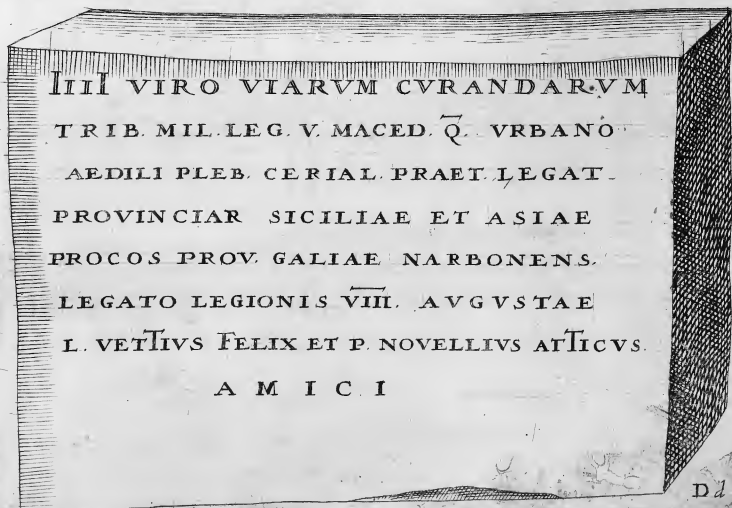 IIII VIRO VIARVM CVRANDARVM
TRIB. MIL. LEG. V. MACED. Q̅. VRBANO
AEDILI PLEB. CERIAL. PRAET. LEGAT.
PROVINCIAR SICILIAE ET ASIAE
PROCOS PROV. GALIAE NARBONENS.
LEGATO LEGIONIS V̅I̅I̅I̅. AVGVSTAE
L. VETTIVS FELIX ET P. NOVELLIVS ATTICVS.
AMICI
Dd